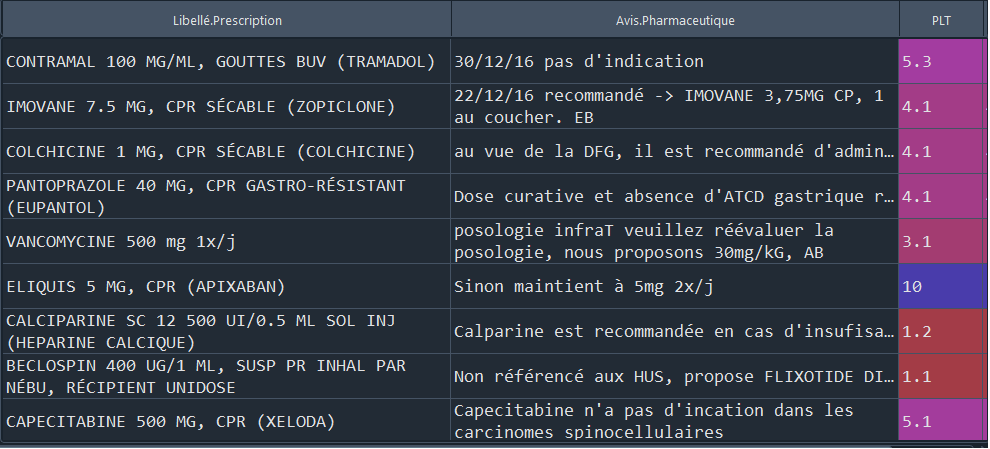 Libellé.Prescription Avis.Pharmaceutique PLT
CONTRAMAL 100 MG/ML, GOUTTES BUV (TRAMADOL) 30/12/16 pas d'indication 5.3
IMOVANE 7.5 MG, CPR SÉCABLE (ZOPICLONE) 22/12/16 recommandé -> IMOVANE 3,75MG CP, 1
au coucher. EB 4.1
COLCHICINE 1 MG, CPR SÉCABLE (COLCHICINE) au vue de la DFG, il est recommandé d'admin… 4.1
PANTOPRAZOLE 40 MG, CPR GASTRO-RÉSISTANT
(EUPANTOL) Dose curative et absence d'ATCD gastrique r… 4.1
VANCOMYCINE 500 mg 1x/j posologie infraT veuillez réévaluer la
posologie, nous proposons 30mg/kG, AB 3.1
ELIQUIS 5 MG, CPR (APIXABAN) Sinon maintient à 5mg 2x/j 10
CALCIPARINE SC 12 500 UI/0.5 ML SOL INJ
(HEPARINE CALCIQUE) Calparine est recommandée en cas d'insufisa… 1.2
BECLOSPIN 400 UG/1 ML, SUSP PR INHAL PAR
NÉBU, RÉCIPIENT UNIDOSE Non référencé aux HUS, propose FLIXOTIDE DI… 1.1
CAPECITABINE 500 MG, CPR (XELODA) Capecitabine n'a pas d'incation dans les
carcinomes spinocellulaires 5.1